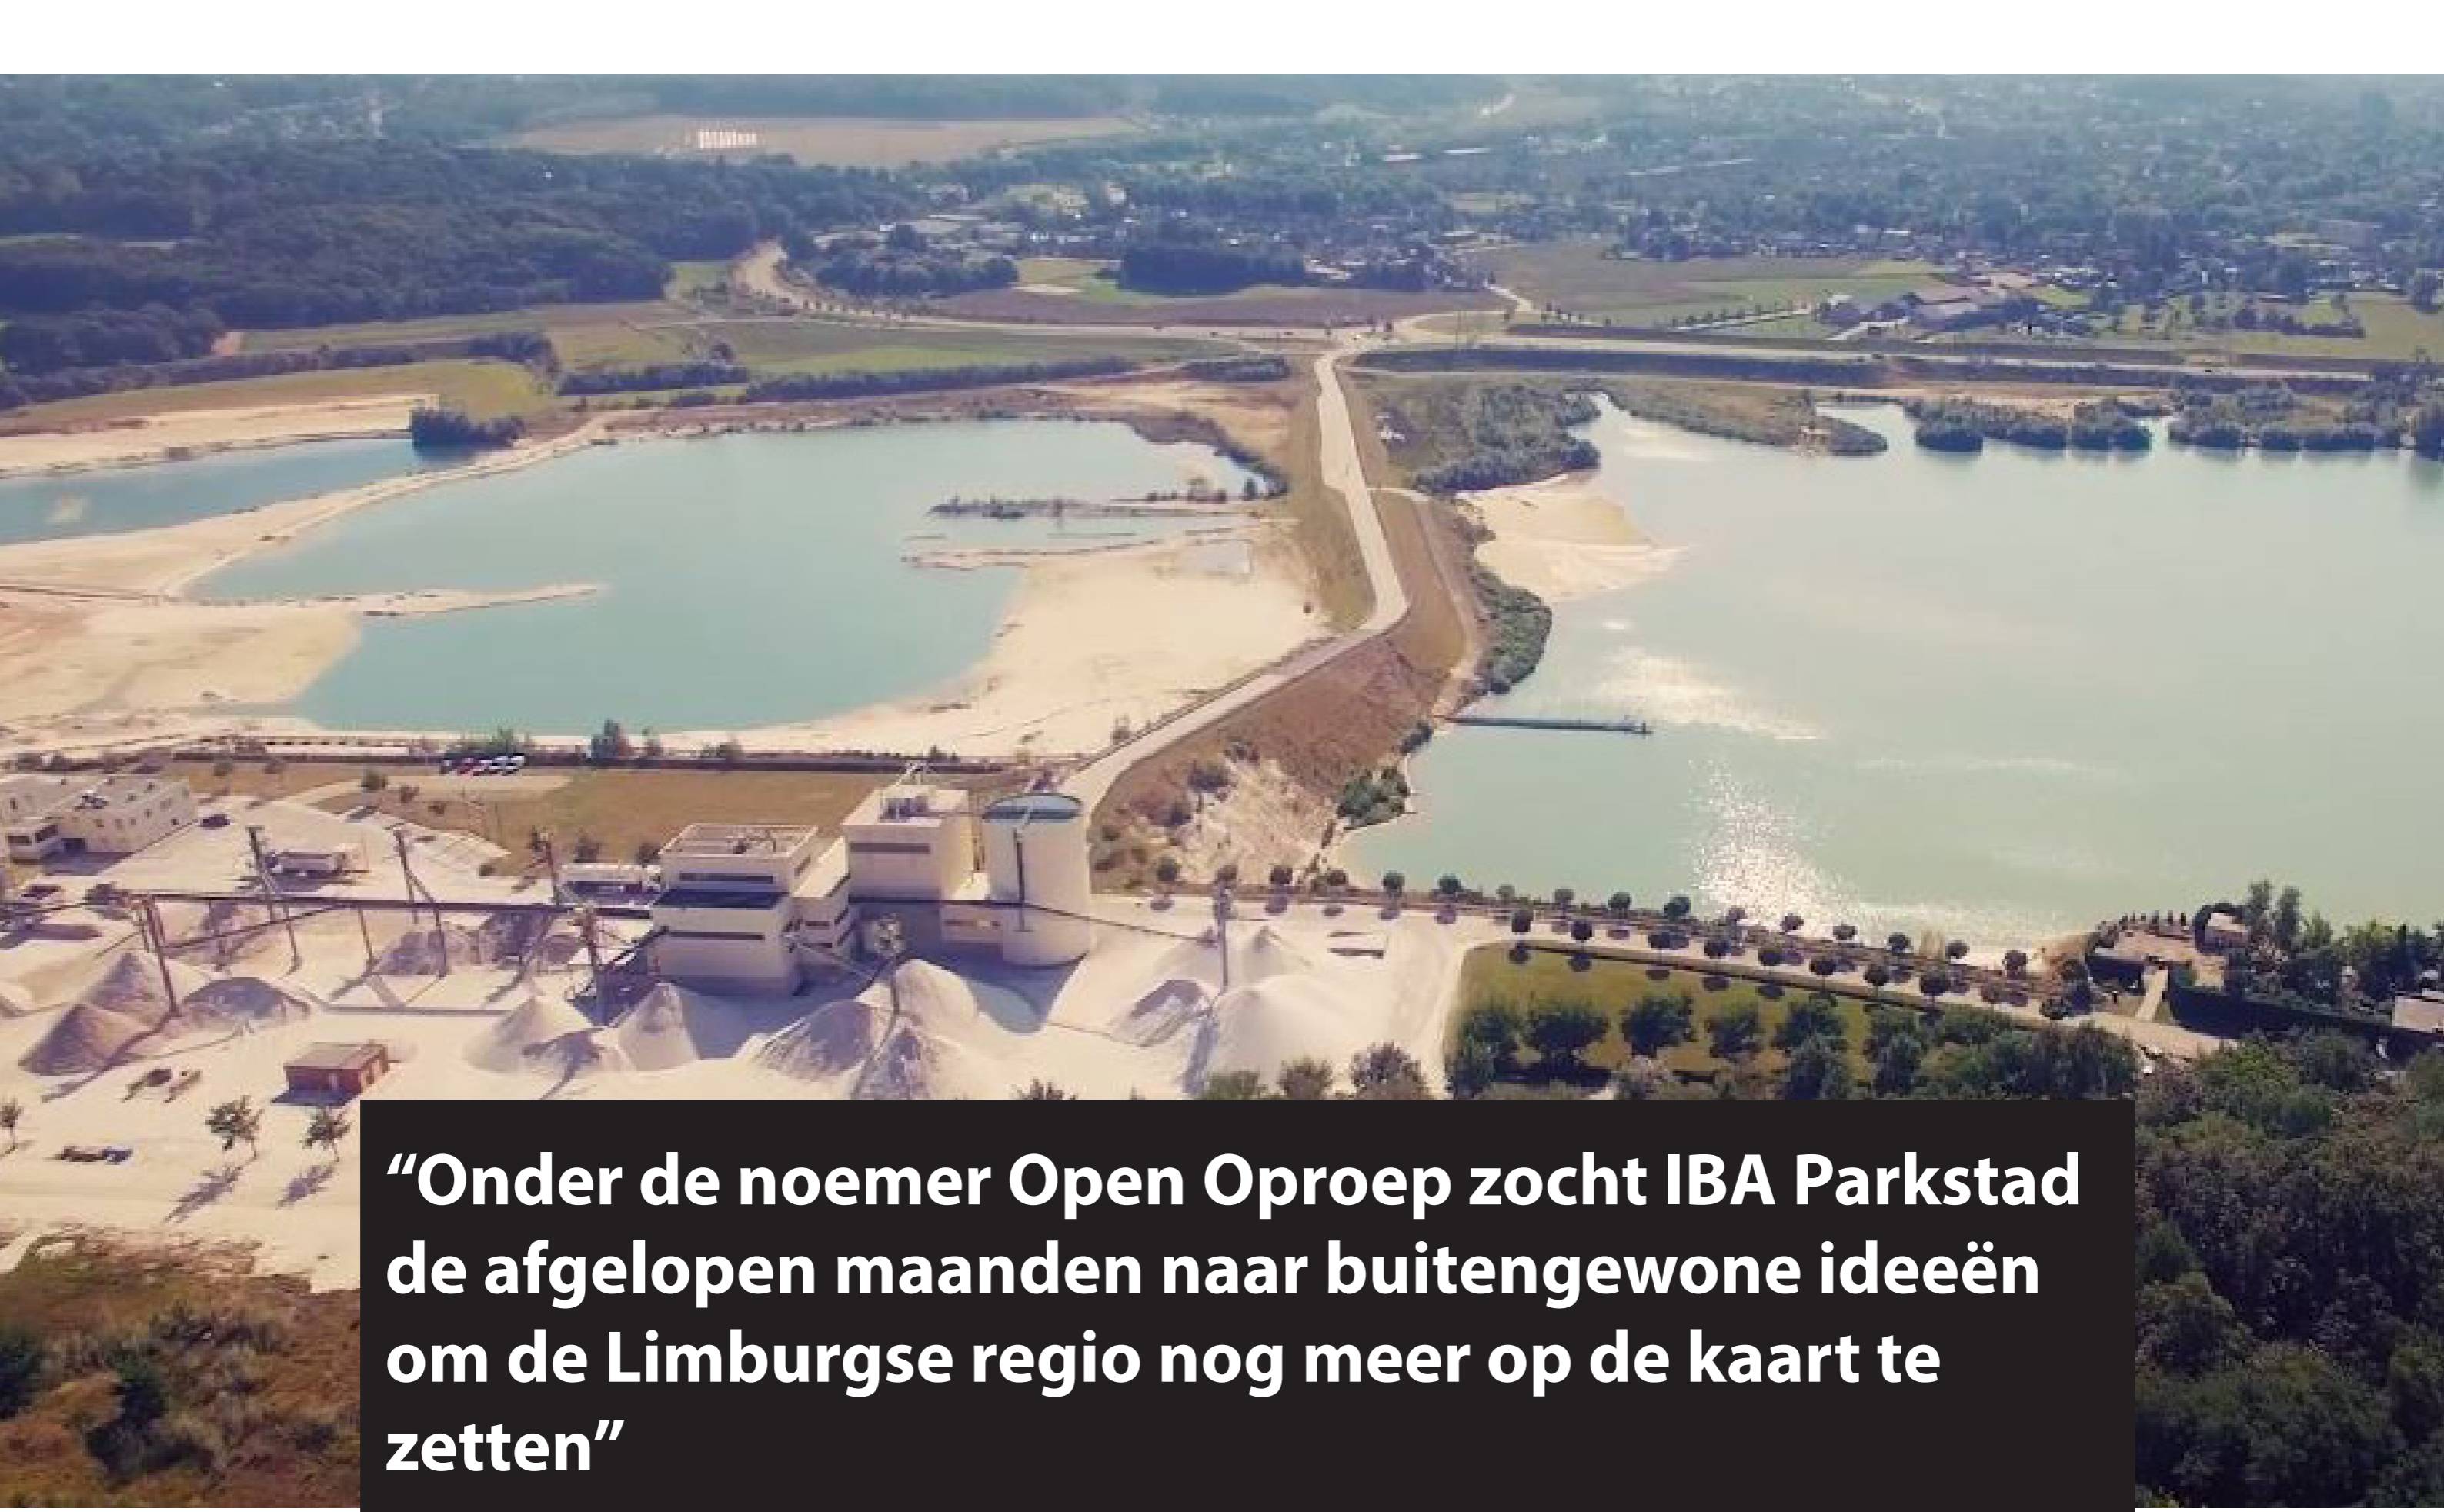 “Onder de noemer Open Oproep zocht IBA Parkstad
de afgelopen maanden naar buitengewone ideeën
om de Limburgse regio nog meer op de kaart te
zetten”